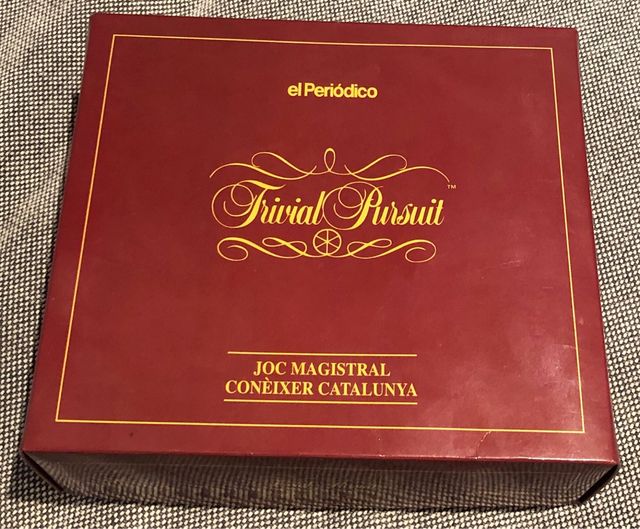 el Periódico
Trivial Pursuit™
JOC MAGISTRAL
CONÈIXER CATALUNYA